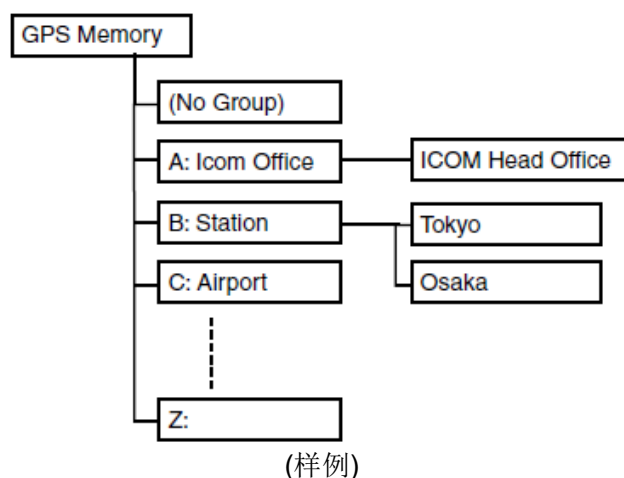 GPS Memory
(No Group)
A: Icom Office
ICOM Head Office
B: Station
Tokyo
C: Airport
Osaka
Z:
(样例)